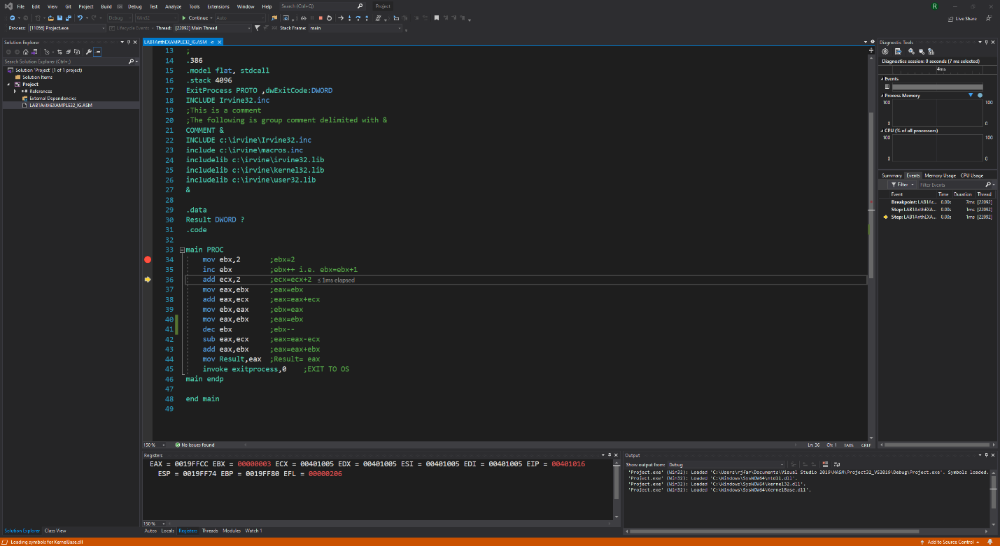 File Edit View Git Project Build Debug Test Analyze Tools Extensions Window Help Search (Ctrl+Q) Project R
Debug Win32 Continue Auto Live Share
Process: [11056] Project.exe Lifecycle Events Thread: [22092] Main Thread Stack Frame: main
Solution Explorer
Search Solution Explorer (Ctrl+;)
Solution 'Project' (1 of 1 project)
Solution Items
Project
References
External Dependencies
LAB1ArithEXAMPLE32_IG.ASM
Solution Explorer Class View
LAB1ArithEXAMPLE32_IG.ASM
13 ;
14 .386
15 .model flat, stdcall
16 .stack 4096
17 ExitProcess PROTO ,dwExitCode:DWORD
18 INCLUDE Irvine32.inc
19 ;This is a comment
20 ;The following is group comment delimited with &
21 COMMENT &
22 INCLUDE c:\irvine\Irvine32.inc
23 include c:\irvine\macros.inc
24 includelib c:\irvine\irvine32.lib
25 includelib c:\irvine\kernel32.lib
26 includelib c:\irvine\user32.lib
27 &
28
29 .data
30 Result DWORD ?
31 .code
32
33 main PROC
34 mov ebx,2 ;ebx=2
35 inc ebx ;ebx++ i.e. ebx=ebx+1
36 add ecx,2 ;ecx=ecx+2 ≤ 1ms elapsed
37 mov eax,ebx ;eax=ebx
38 add eax,ecx ;eax=eax+ecx
39 mov ebx,eax ;ebx=eax
40 mov eax,ebx ;eax=ebx
41 dec ebx ;ebx--
42 sub eax,ecx ;eax=eax-ecx
43 add eax,ebx ;eax=eax+ebx
44 mov Result,eax ;Result= eax
45 invoke exitprocess,0 ;EXIT TO OS
46 main endp
47
48 end main
49
150 % No issues found Ln: 36 Ch: 1 TABS CRLF
Registers
EAX = 0019FFCC EBX = 00000003 ECX = 00401005 EDX = 00401005 ESI = 00401005 EDI = 00401005 EIP = 00401016
ESP = 0019FF74 EBP = 0019FF80 EFL = 00000206
150 %
Autos Locals Registers Threads Modules Watch 1
Output
Show output from: Debug
'Project.exe' (Win32): Loaded 'C:\Users\rjfar\Documents\Visual Studio 2019\MASM\Project32_VS2019\Debug\Project.exe'. Symbols loaded.
'Project.exe' (Win32): Loaded 'C:\Windows\SysWOW64\ntdll.dll'.
'Project.exe' (Win32): Loaded 'C:\Windows\SysWOW64\kernel32.dll'.
'Project.exe' (Win32): Loaded 'C:\Windows\SysWOW64\KernelBase.dll'.
Diagnostic Tools
Diagnostics session: 0 seconds (7 ms selected)
4ms
Events
Process Memory
100 100
0 0
CPU (% of all processors)
100 100
0 0
Summary Events Memory Usage CPU Usage
Filter Filter Events
Event Time Duration Thread
Breakpoint: LAB1Ar... 0.00s 7ms [22092]
Step: LAB1ArithEXA... 0.00s 1ms [22092]
Step: LAB1ArithEXA... 0.00s 1ms [22092]
Loading symbols for KernelBase.dll Add to Source Control